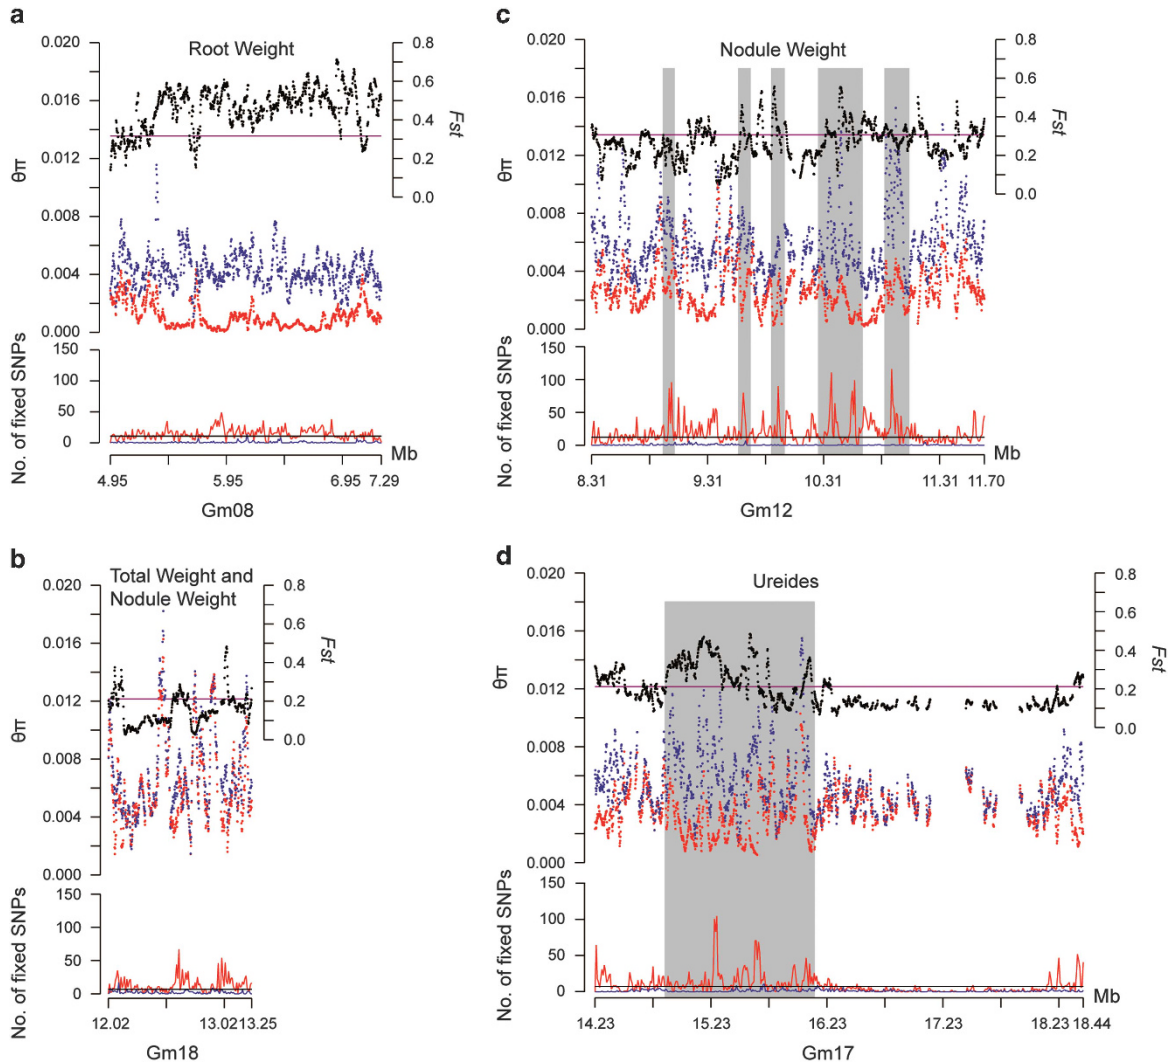 a
Root Weight
0.020
0.016
0.012
0.008
0.004
0.000
θπ
0.8
0.6
0.4
0.2
0.0
Fst
No. of fixed SNPs
150
100
50
0
Mb
4.95 5.95 6.95 7.29
Gm08
c
Nodule Weight
0.020
0.016
0.012
0.008
0.004
0.000
θπ
0.8
0.6
0.4
0.2
0.0
Fst
No. of fixed SNPs
150
100
50
0
Mb
8.31 9.31 10.31 11.31 11.70
Gm12
b
Total Weight and
Nodule Weight
0.020
0.016
0.012
0.008
0.004
0.000
θπ
0.8
0.6
0.4
0.2
0.0
Fst
No. of fixed SNPs
150
100
50
0
12.02 13.02 13.25
Gm18
d
Ureides
0.020
0.016
0.012
0.008
0.004
0.000
θπ
0.8
0.6
0.4
0.2
0.0
Fst
No. of fixed SNPs
150
100
50
0
Mb
14.23 15.23 16.23 17.23 18.23 18.44
Gm17